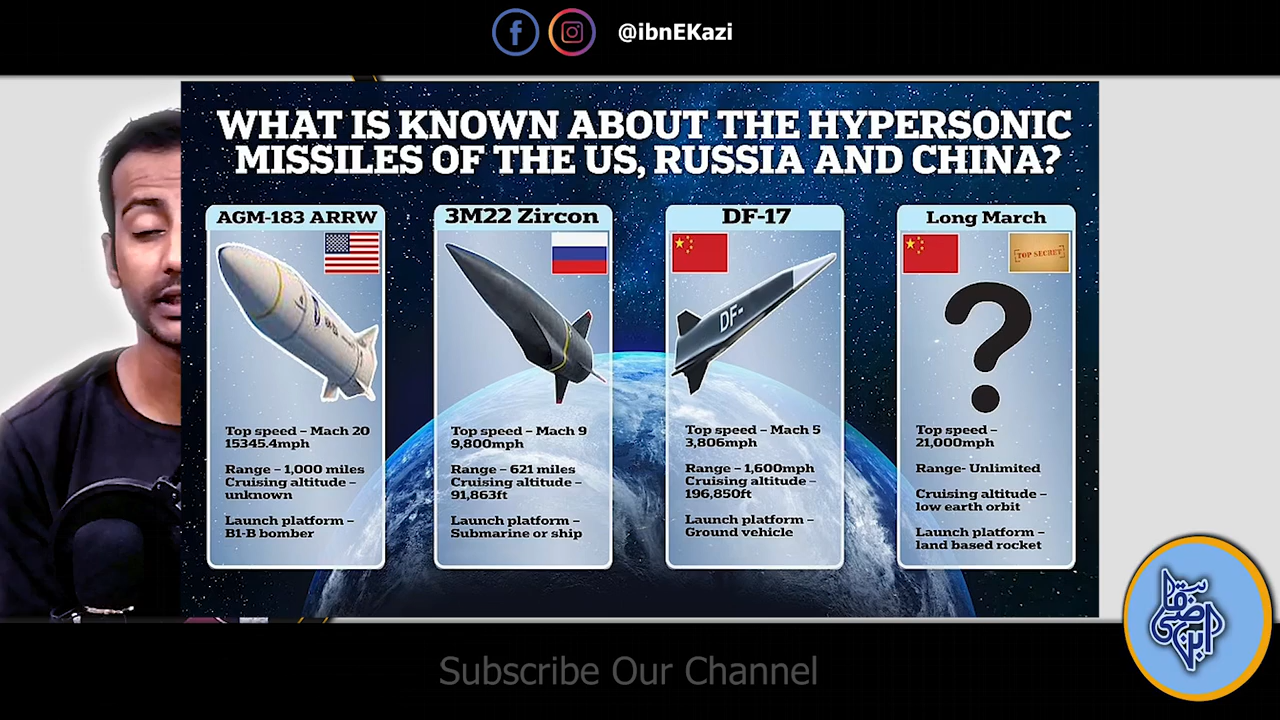 @ibnEKazi
WHAT IS KNOWN ABOUT THE HYPERSONIC
MISSILES OF THE US, RUSSIA AND CHINA?
AGM-183 ARRW
Top speed – Mach 20
15345.4mph
Range – 1,000 miles
Cruising altitude –
unknown
Launch platform –
B1-B bomber
3M22 Zircon
Top speed – Mach 9
9,800mph
Range – 621 miles
Cruising altitude –
91,863ft
Launch platform –
Submarine or ship
DF-17
DF-
Top speed – Mach 5
3,806mph
Range – 1,600mph
Cruising altitude –
196,850ft
Launch platform –
Ground vehicle
Long March
TOP SECRET
?
Top speed –
21,000mph
Range- Unlimited
Cruising altitude –
low earth orbit
Launch platform –
land based rocket
Subscribe Our Channel